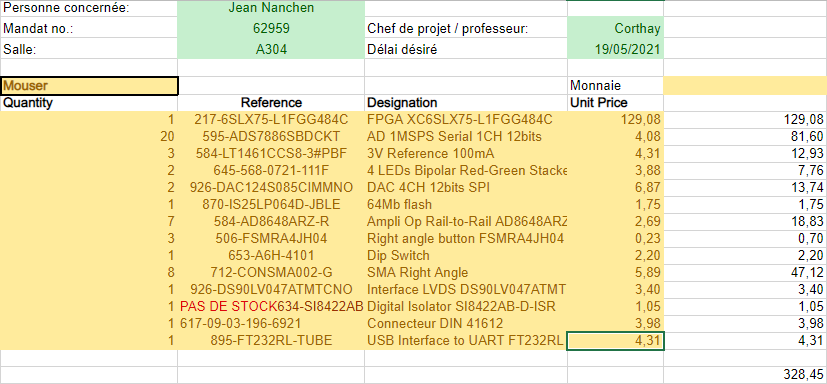 Personne concernée: Jean Nanchen
Mandat no.: 62959 Chef de projet / professeur: Corthay
Salle: A304 Délai désiré 19/05/2021
Mouser Monnaie
Quantity Reference Designation Unit Price
1 217-6SLX75-L1FGG484C FPGA XC6SLX75-L1FGG484C 129,08 129,08
20 595-ADS7886SBDCKT AD 1MSPS Serial 1CH 12bits 4,08 81,60
3 584-LT1461CCS8-3#PBF 3V Reference 100mA 4,31 12,93
2 645-568-0721-111F 4 LEDs Bipolar Red-Green Stacke 3,88 7,76
2 926-DAC124S085CIMMNO DAC 4CH 12bits SPI 6,87 13,74
1 870-IS25LP064D-JBLE 64Mb flash 1,75 1,75
7 584-AD8648ARZ-R Ampli Op Rail-to-Rail AD8648ARZ 2,69 18,83
3 506-FSMRA4JH04 Right angle button FSMRA4JH04 0,23 0,70
1 653-A6H-4101 Dip Switch 2,20 2,20
8 712-CONSMA002-G SMA Right Angle 5,89 47,12
1 926-DS90LV047ATMTCNO Interface LVDS DS90LV047ATMT 3,40 3,40
1 PAS DE STOCK634-SI8422AB Digital Isolator SI8422AB-D-ISR 1,05 1,05
1 617-09-03-196-6921 Connecteur DIN 41612 3,98 3,98
1 895-FT232RL-TUBE USB Interface to UART FT232RL 4,31 4,31
328,45